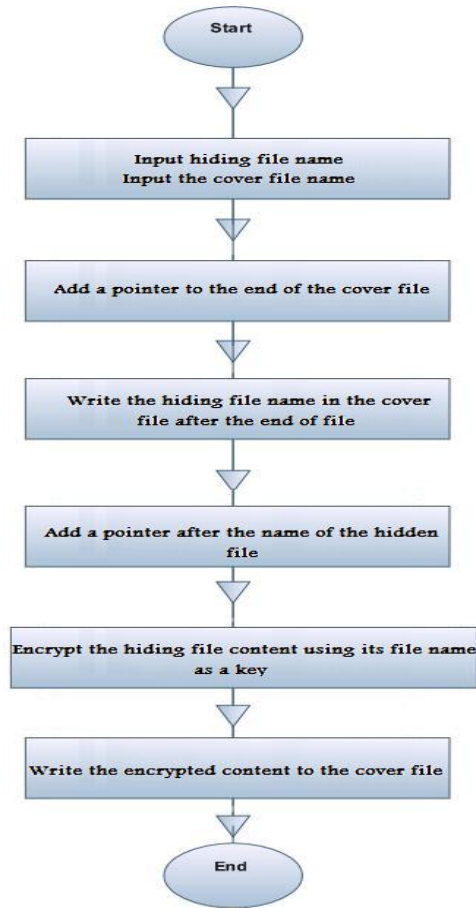 Start
Input hiding file name
Input the cover file name
Add a pointer to the end of the cover file
Write the hiding file name in the cover
file after the end of file
Add a pointer after the name of the hidden
file
Encrypt the hiding file content using its file name
as a key
Write the encrypted content to the cover file
End